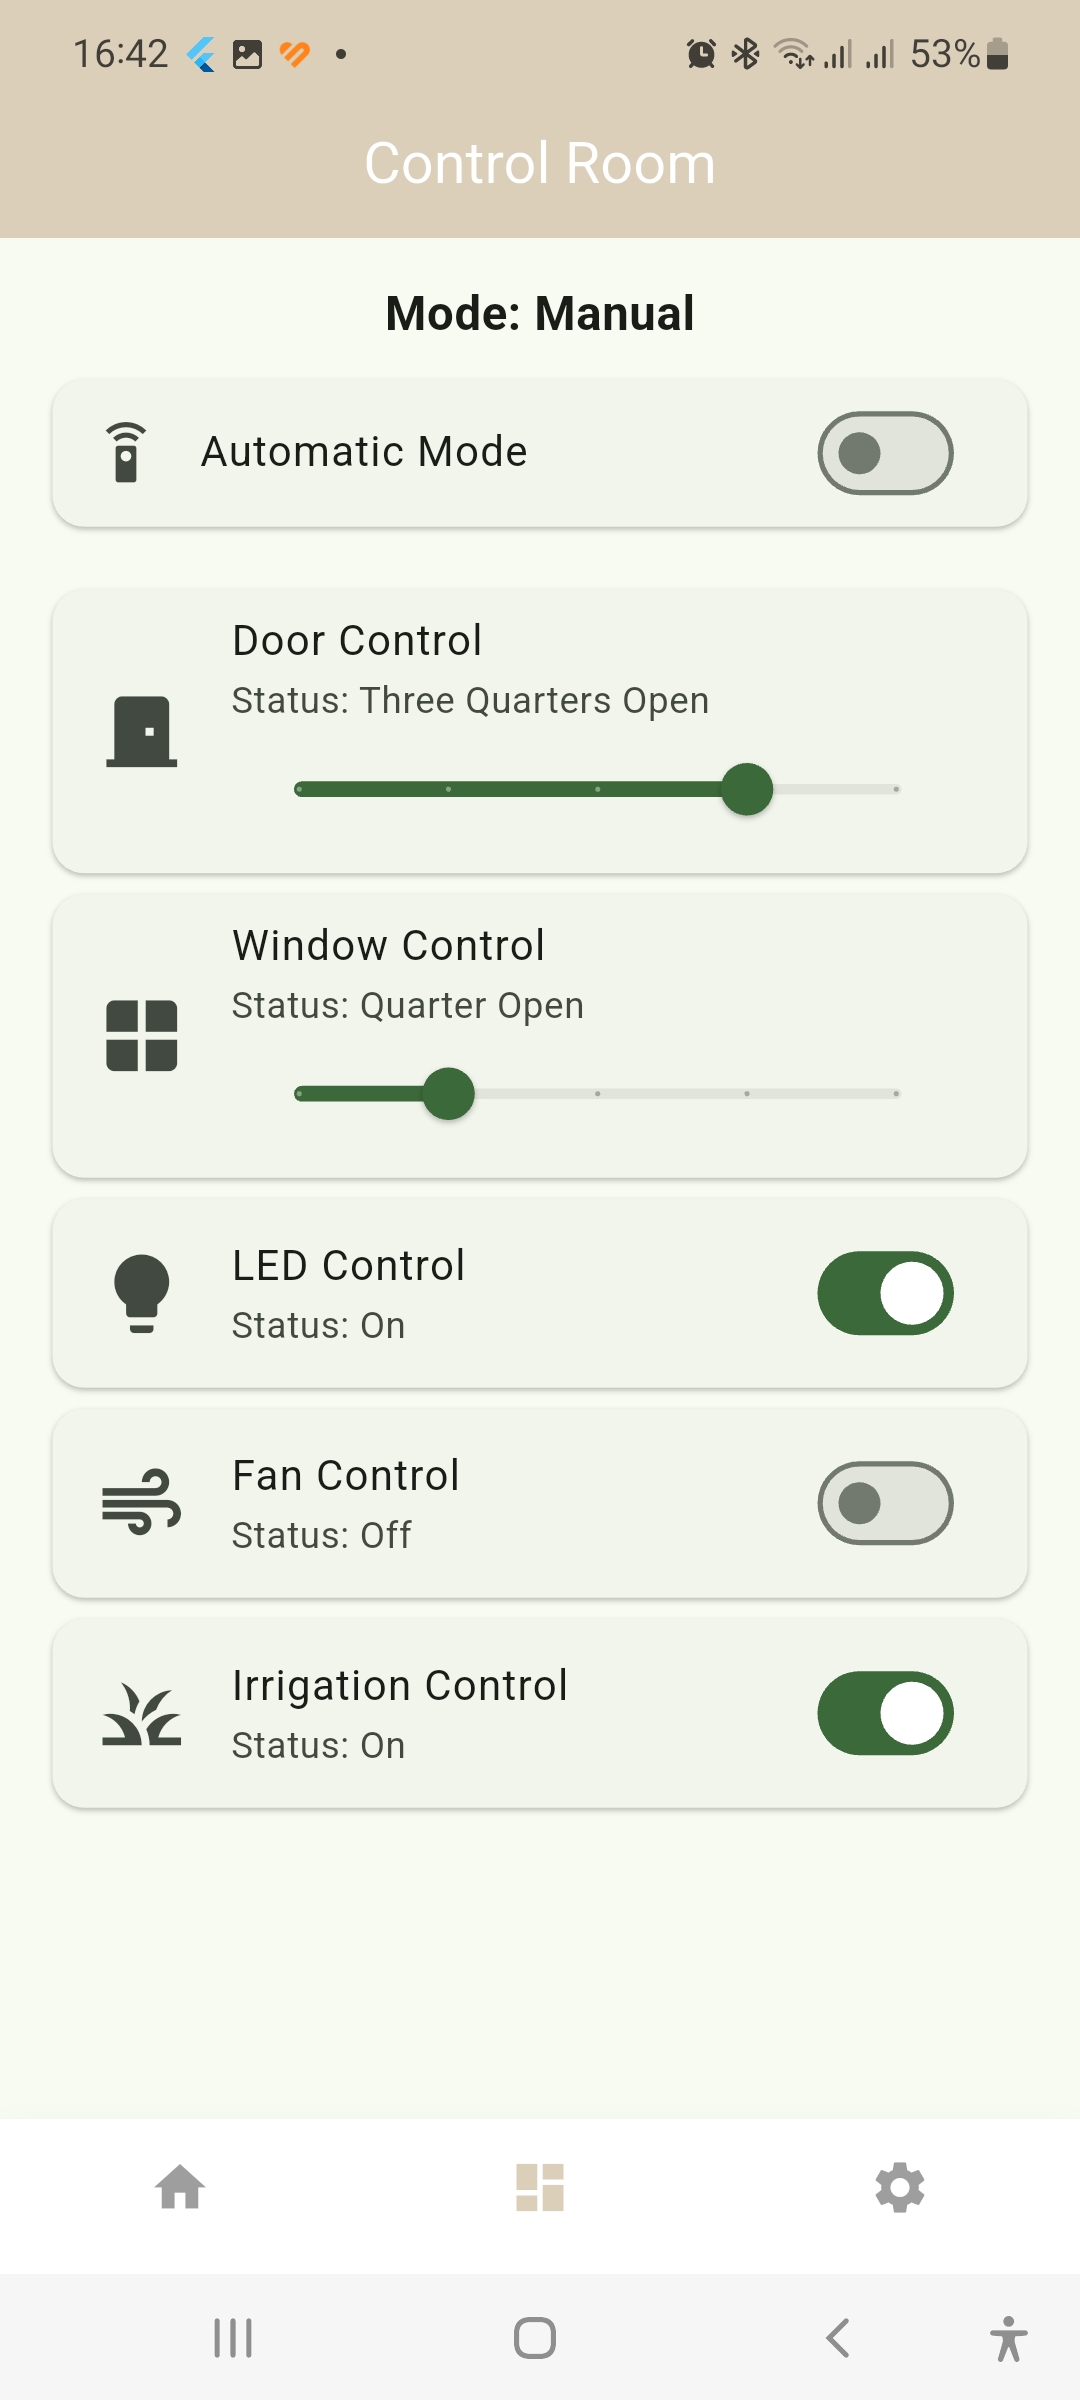 16:42 53%
Control Room
Mode: Manual
Automatic Mode
Door Control
Status: Three Quarters Open
Window Control
Status: Quarter Open
LED Control
Status: On
Fan Control
Status: Off
Irrigation Control
Status: On